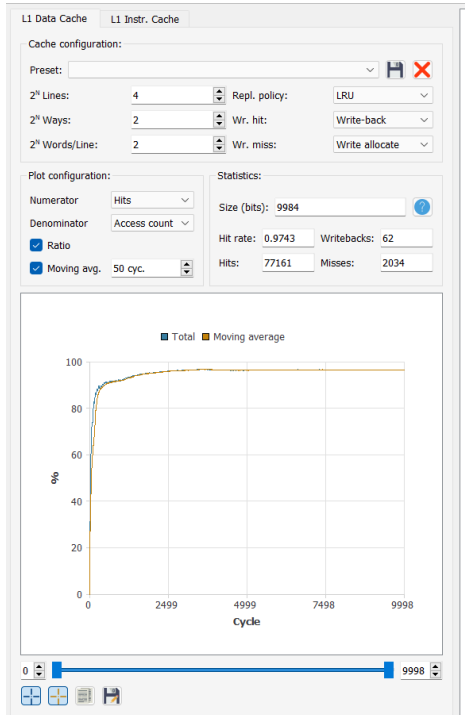 L1 Data Cache L1 Instr. Cache
Cache configuration:
Preset:
2ᴺ Lines: 4 Repl. policy: LRU
2ᴺ Ways: 2 Wr. hit: Write-back
2ᴺ Words/Line: 2 Wr. miss: Write allocate
Plot configuration: Statistics:
Numerator Hits
Size (bits): 9984 ?
Denominator Access count
Ratio
Hit rate: 0.9743 Writebacks: 62
Moving avg. 50 cyc.
Hits: 77161 Misses: 2034
Total Moving average
100
80
60
%
40
20
0
0 2499 4999 7498 9998
Cycle
0 9998